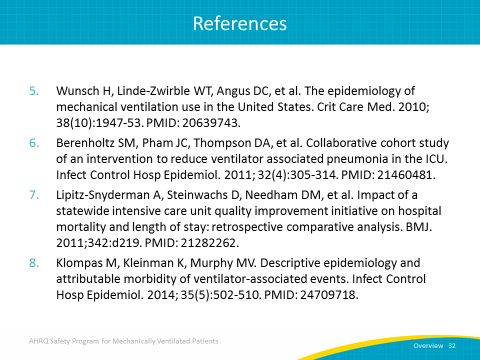 References
5. Wunsch H, Linde-Zwirble WT, Angus DC, et al. The epidemiology of
mechanical ventilation use in the United States. Crit Care Med. 2010;
38(10):1947-53. PMID: 20639743.
6. Berenholtz SM, Pham JC, Thompson DA, et al. Collaborative cohort study
of an intervention to reduce ventilator associated pneumonia in the ICU.
Infect Control Hosp Epidemiol. 2011; 32(4):305-314. PMID: 21460481.
7. Lipitz-Snyderman A, Steinwachs D, Needham DM, et al. Impact of a
statewide intensive care unit quality improvement initiative on hospital
mortality and length of stay: retrospective comparative analysis. BMJ.
2011;342:d219. PMID: 21282262.
8. Klompas M, Kleinman K, Murphy MV. Descriptive epidemiology and
attributable morbidity of ventilator-associated events. Infect Control
Hosp Epidemiol. 2014; 35(5):502-510. PMID: 24709718.
AHRQ Safety Program for Mechanically Ventilated Patients
Overview 32